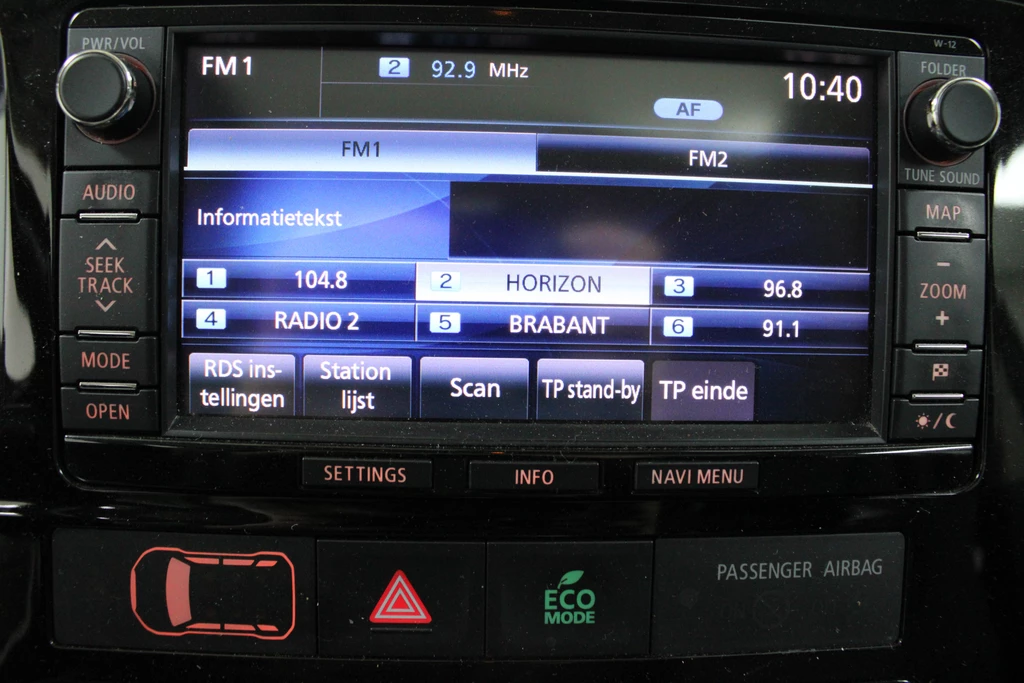 PWR/VOL
W-12
FOLDER
FM1 2 92.9 MHz 10:40
AF
FM1 FM2
TUNE SOUND
AUDIO
MAP
Informatietekst
SEEK
TRACK
− ZOOM +
1 104.8 2 HORIZON 3 96.8
4 RADIO 2 5 BRABANT 6 91.1
MODE
RDS ins-
tellingen
Station
lijst
Scan
TP stand-by
TP einde
OPEN
SETTINGS INFO NAVI MENU
PASSENGER AIRBAG
ECO
MODE